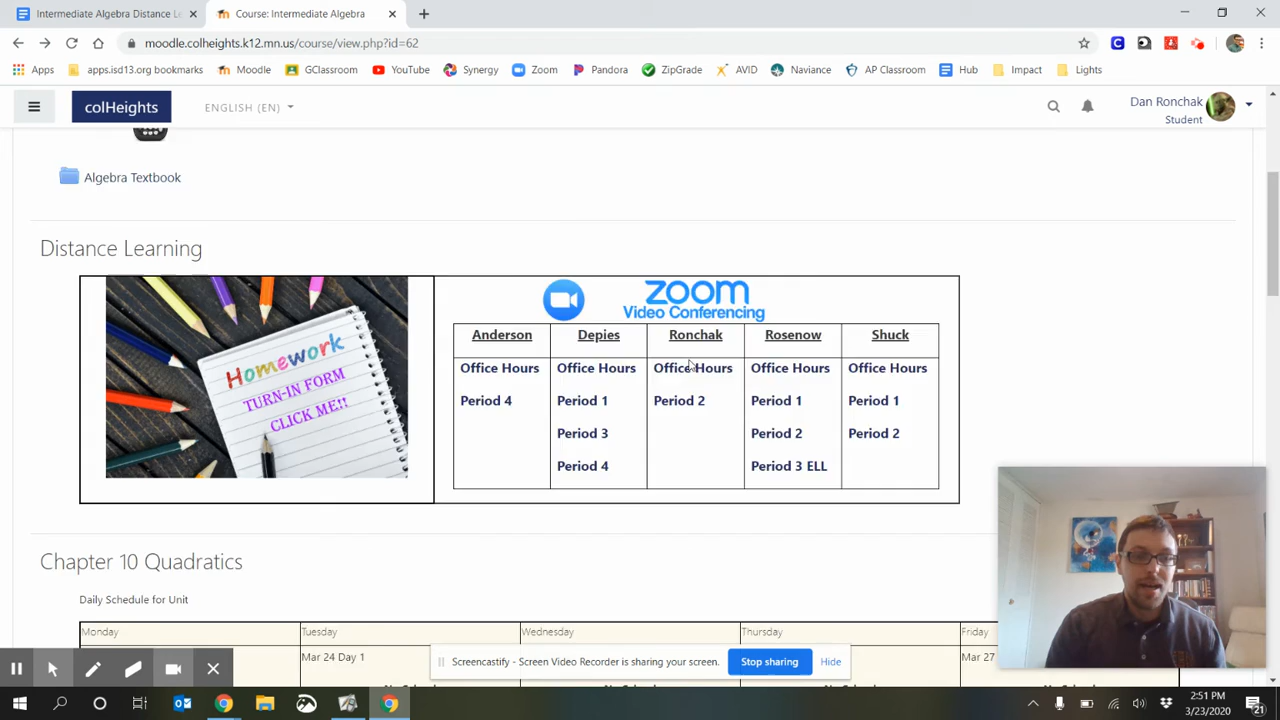 Intermediate Algebra Distance Le
Course: Intermediate Algebra
moodle.colheights.k12.mn.us/course/view.php?id=62
Apps apps.isd13.org bookmarks Moodle GClassroom YouTube Synergy Zoom Pandora ZipGrade AVID Naviance AP Classroom Hub Impact Lights
colHeights
ENGLISH (EN)
Dan Ronchak
Student
Algebra Textbook
Distance Learning
Homework
TURN-IN FORM
CLICK ME!!
zoom
Video Conferencing
Anderson Depies Ronchak Rosenow Shuck
Office Hours Office Hours Office Hours Office Hours Office Hours
Period 4 Period 1 Period 2 Period 1 Period 1
Period 3 Period 2 Period 2
Period 4 Period 3 ELL
Chapter 10 Quadratics
Daily Schedule for Unit
Monday Tuesday Wednesday Thursday Friday
Mar 24 Day 1 Mar 27
Screencastify - Screen Video Recorder is sharing your screen. Stop sharing Hide
2:51 PM
3/23/2020
21